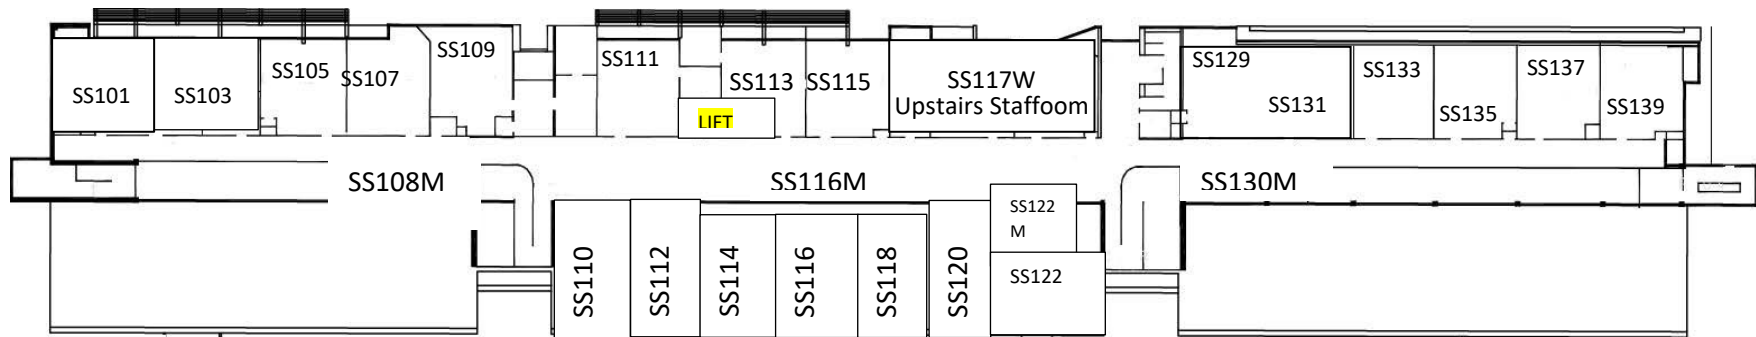 SS101
SS103
SS105
SS107
SS109
SS111
LIFT
SS113
SS115
SS117W
Upstairs Staffoom
SS129
SS131
SS133
SS135
SS137
SS139
SS108M
SS116M
SS130M
SS110
SS112
SS114
SS116
SS118
SS120
SS122
M
SS122